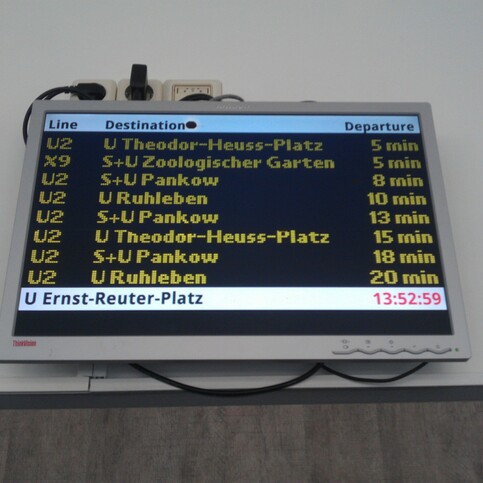 Line Destination Departure
U2 U Theodor-Heuss-Platz 5 min
X9 S+U Zoologischer Garten 5 min
U2 S+U Pankow 8 min
U2 U Ruhleben 10 min
U2 S+U Pankow 13 min
U2 U Theodor-Heuss-Platz 15 min
U2 S+U Pankow 18 min
U2 U Ruhleben 20 min
U Ernst-Reuter-Platz 13:52:59